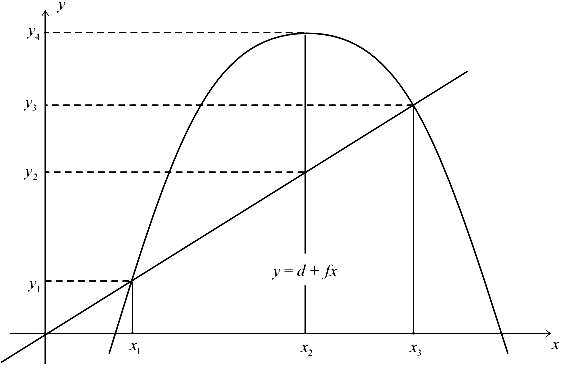 y
y₄
y₃
y₂
y₁
y = d + fx
x₁
x₂
x₃
x